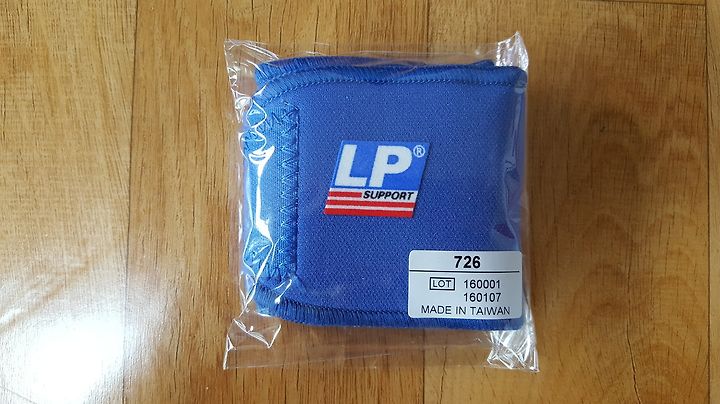 LP®
SUPPORT
726
LOT 160001
160107
MADE IN TAIWAN